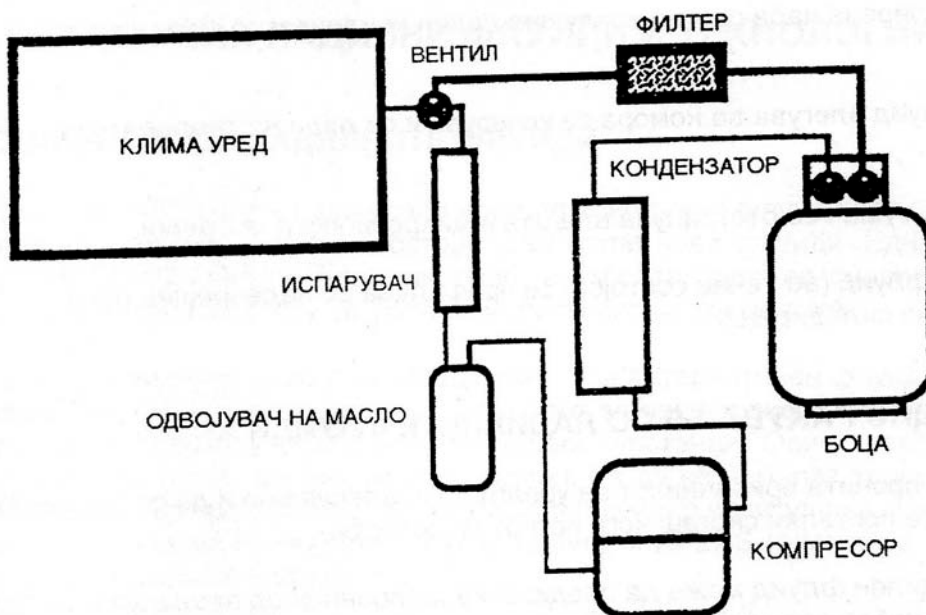 ФИЛТЕР
ВЕНТИЛ
КЛИМА УРЕД
КОНДЕНЗАТОР
ИСПАРУВАЧ
ОДВОЈУВАЧ НА МАСЛО
БОЦА
КОМПРЕСОР